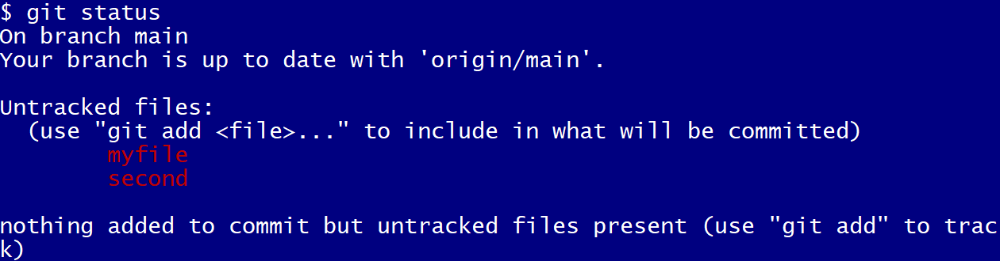 $ git status
On branch main
Your branch is up to date with 'origin/main'.
Untracked files:
(use "git add <file>..." to include in what will be committed)
myfile
second
nothing added to commit but untracked files present (use "git add" to trac
k)